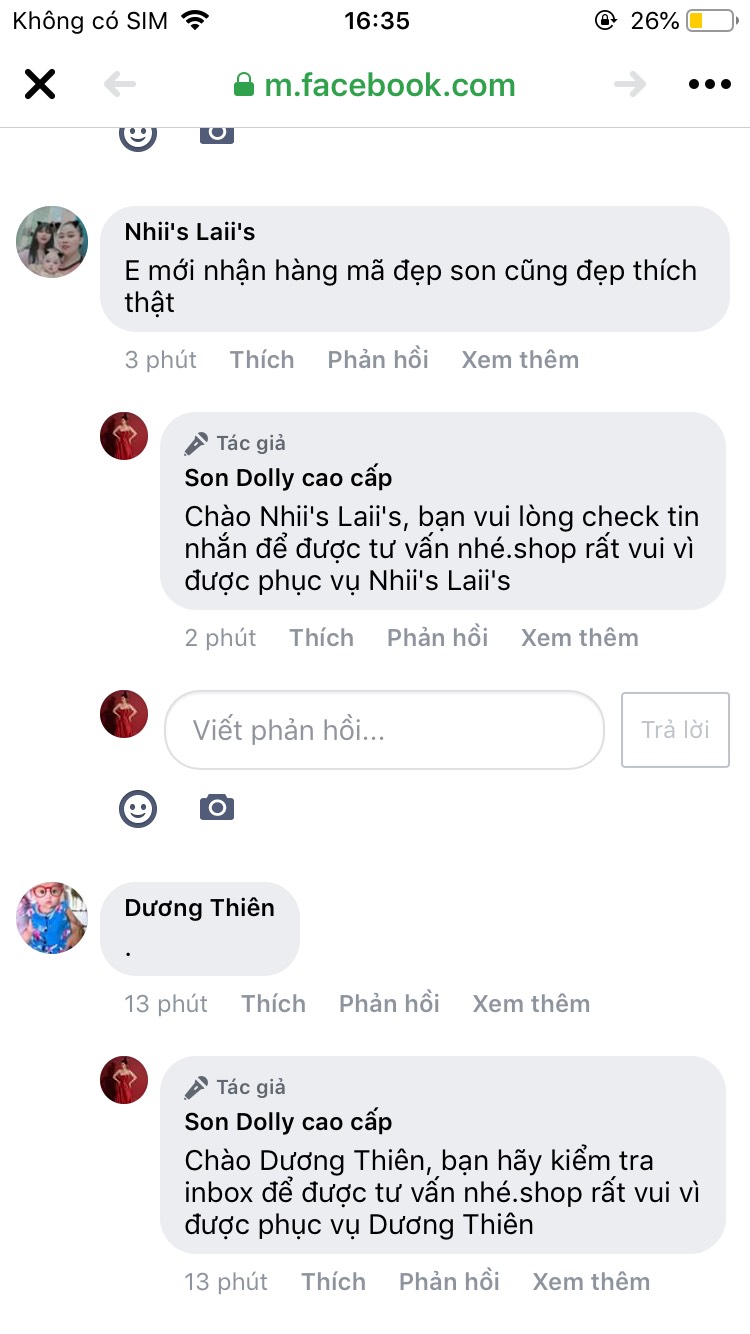 Không có SIM 16:35 26%
m.facebook.com
Nhii's Laii's
E mới nhận hàng mã đẹp son cũng đẹp thích
thật
3 phút Thích Phản hồi Xem thêm
Tác giả
Son Dolly cao cấp
Chào Nhii's Laii's, bạn vui lòng check tin
nhắn để được tư vấn nhé.shop rất vui vì
được phục vụ Nhii's Laii's
2 phút Thích Phản hồi Xem thêm
Viết phản hồi... Trả lời
Dương Thiên
.
13 phút Thích Phản hồi Xem thêm
Tác giả
Son Dolly cao cấp
Chào Dương Thiên, bạn hãy kiểm tra
inbox để được tư vấn nhé.shop rất vui vì
được phục vụ Dương Thiên
13 phút Thích Phản hồi Xem thêm